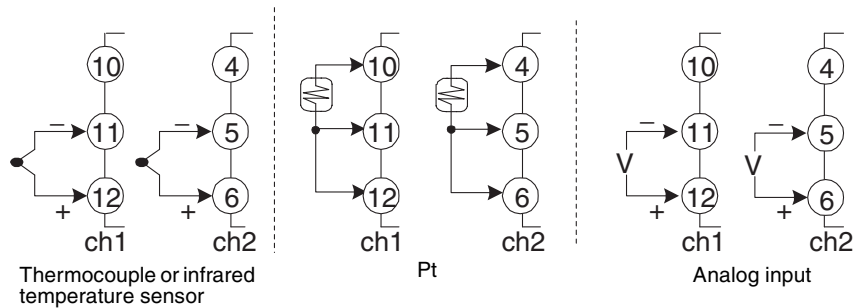 10 4
− 11 − 5
+ 12 + 6
ch1 ch2
Thermocouple or infrared
temperature sensor
10 4
11 5
12 6
ch1 ch2
Pt
10 4
− 11 − 5
V V
+ 12 + 6
ch1 ch2
Analog input